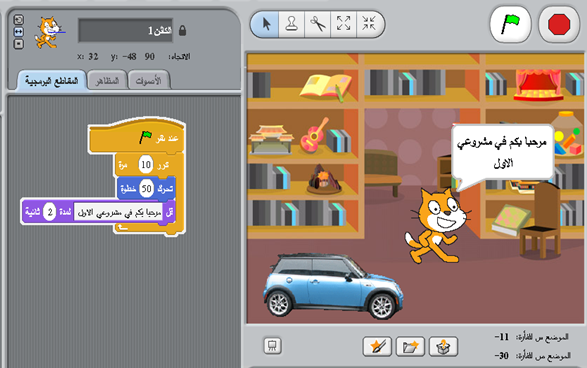 الكائن1
الاتجاه: 90 y: -48 x: 32
المقاطع البرمجية
المظاهر
الأصوات
عند نقر
كرر 10 مرة
تحرك 50 خطوة
قل مرحبا بكم في مشروعي الاول لمدة 2 ثانية
مرحبا بكم في مشروعي
الاول
الموضع س للفأرة: -11
الموضع س للفأرة: -30